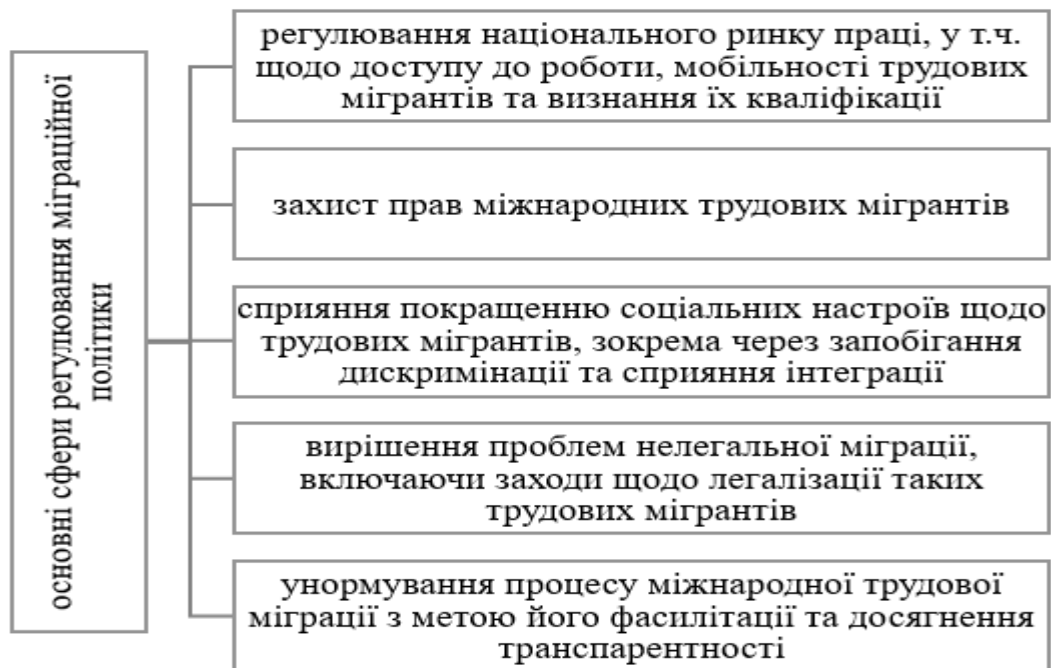 основні сфери регулювання міграційної
політики
регулювання національного ринку праці, у т.ч.
щодо доступу до роботи, мобільності трудових
мігрантів та визнання їх кваліфікації
захист прав міжнародних трудових мігрантів
сприяння покращенню соціальних настроїв щодо
трудових мігрантів, зокрема через запобігання
дискримінації та сприяння інтеграції
вирішення проблем нелегальної міграції,
включаючи заходи щодо легалізації таких
трудових мігрантів
унормування процесу міжнародної трудової
міграції з метою його фасилітації та досягнення
транспарентності